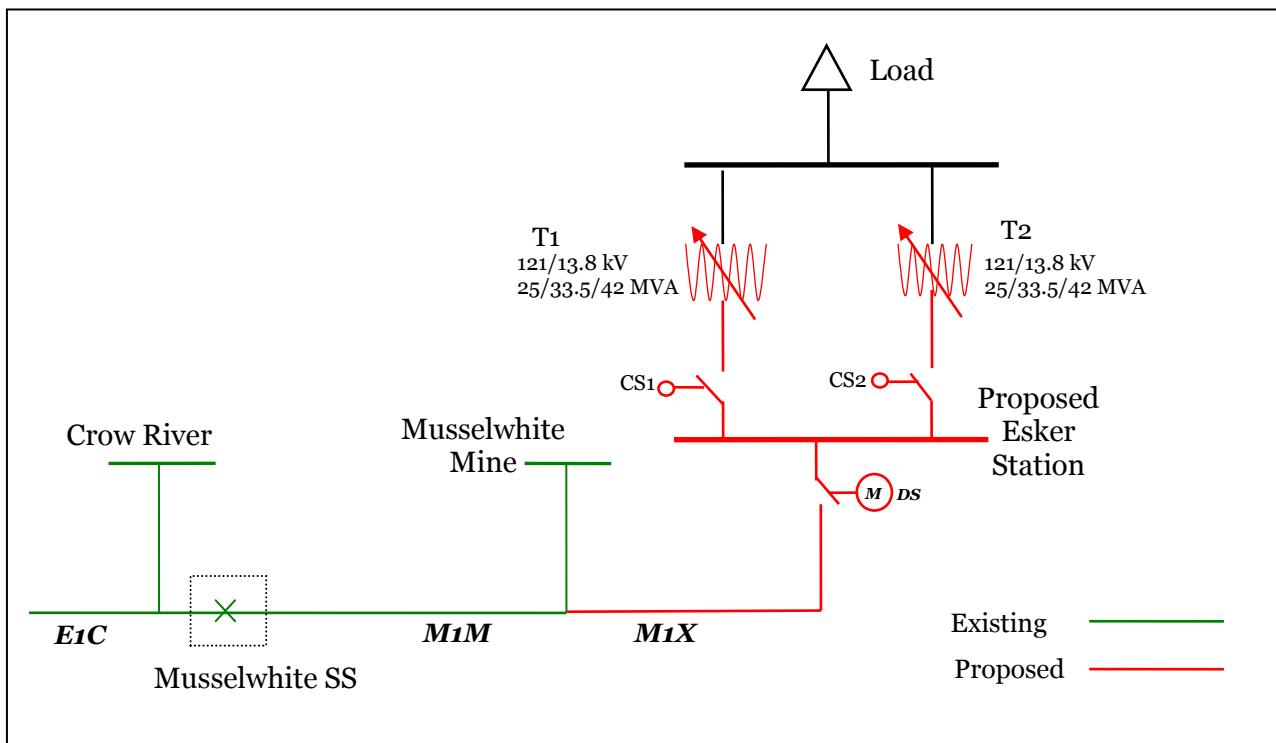 Load
T1
121/13.8 kV
25/33.5/42 MVA
T2
121/13.8 kV
25/33.5/42 MVA
CS1
CS2
Proposed
Esker
Station
Crow River
Musselwhite
Mine
M
DS
E1C
M1M
M1X
Musselwhite SS
Existing
Proposed